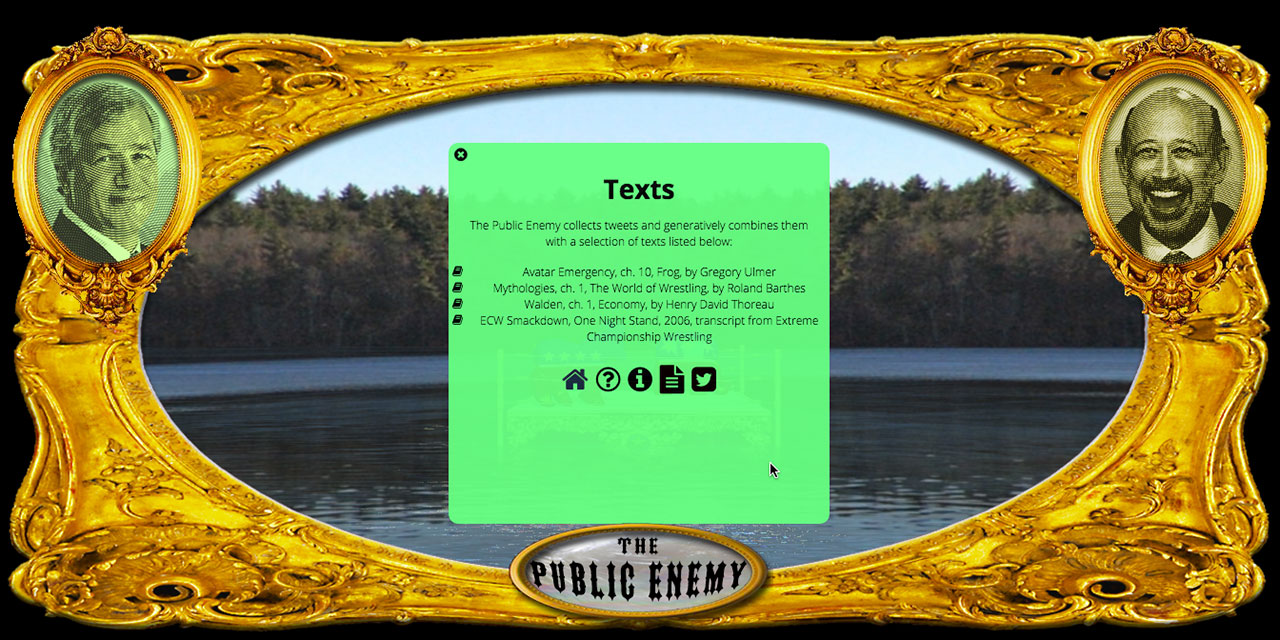 Texts
The Public Enemy collects tweets and generatively combines them
with a selection of texts listed below:
Avatar Emergency, ch. 10, Frog, by Gregory Ulmer
Mythologies, ch. 1, The World of Wrestling, by Roland Barthes
Walden, ch. 1, Economy, by Henry David Thoreau
ECW Smackdown, One Night Stand, 2006, transcript from Extreme
Championship Wrestling
THE
PUBLIC ENEMY